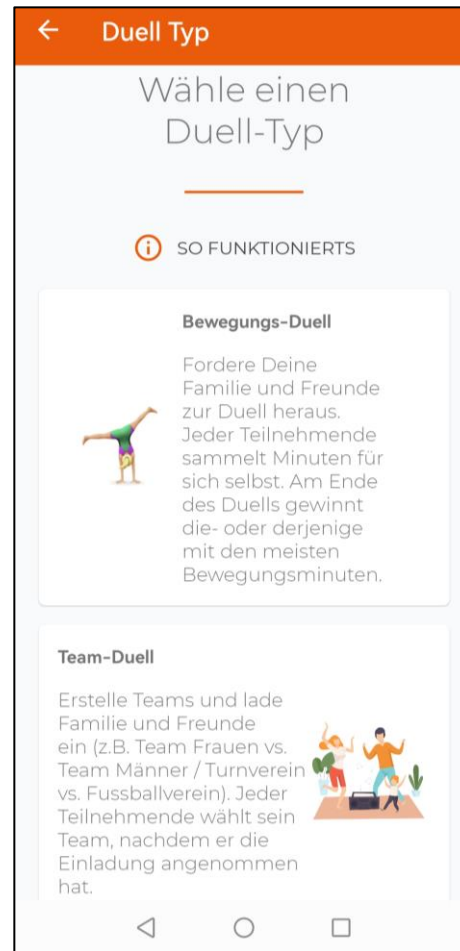 Duell Typ
Wähle einen
Duell-Typ
SO FUNKTIONIERTS
Bewegungs-Duell
Fordere Deine
Familie und Freunde
zur Duell heraus.
Jeder Teilnehmende
sammelt Minuten für
sich selbst. Am Ende
des Duells gewinnt
die- oder derjenige
mit den meisten
Bewegungsminuten.
Team-Duell
Erstelle Teams und lade
Familie und Freunde
ein (z.B. Team Frauen vs.
Team Männer / Turnverein
vs. Fussballverein). Jeder
Teilnehmende wählt sein
Team, nachdem er die
Einladung angenommen
hat.